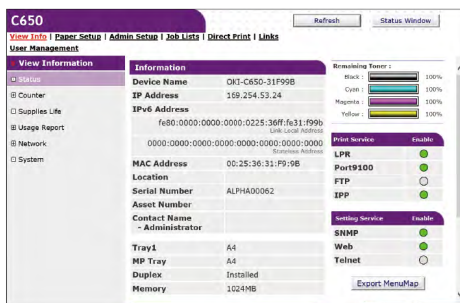 C650
Refresh
Status Window
View Info | Paper Setup | Admin Setup | Job Lists | Direct Print | Links
User Management
View Information
Status
Counter
Supplies Life
Usage Report
Network
System
Information
Device Name OKI-C650-31F99B
IP Address 169.254.53.24
IPv6 Address
fe80:0000:0000:0000:0225:36ff:fe31:f99b
Link Local Address
0000:0000:0000:0000:0000:0000:0000:0000
Stateless Address
MAC Address 00:25:36:31:F9:9B
Location
Serial Number ALPHA00062
Asset Number
Contact Name
- Administrator
Tray1 A4
MP Tray A4
Duplex Installed
Memory 1024MB
Remaining Toner :
Black : 100%
Cyan : 100%
Magenta : 100%
Yellow : 100%
Print Service Enable
LPR
Port9100
FTP
IPP
Setting Service Enable
SNMP
Web
Telnet
Export MenuMap